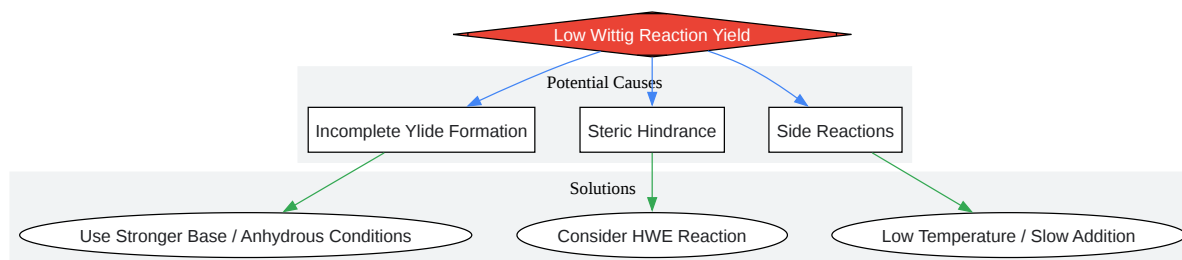 Low Wittig Reaction Yield
Potential Causes
Incomplete Ylide Formation
Steric Hindrance
Side Reactions
Solutions
Use Stronger Base / Anhydrous Conditions
Consider HWE Reaction
Low Temperature / Slow Addition